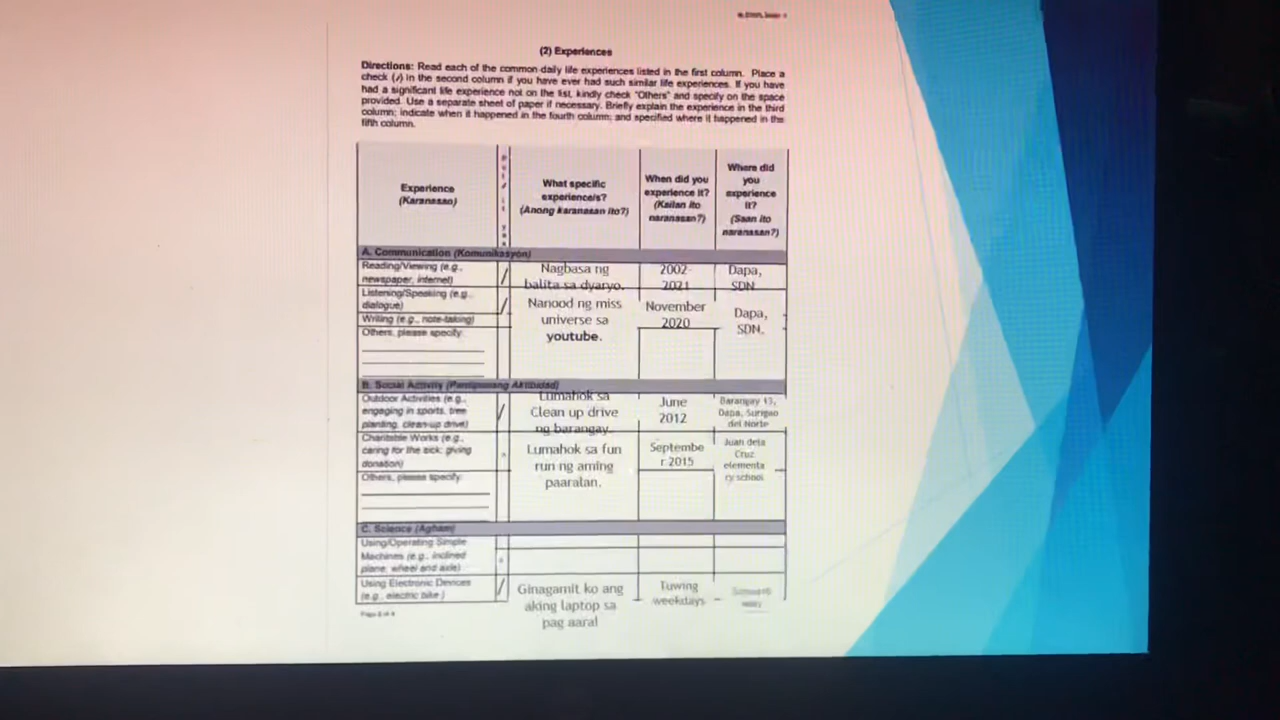 (2) Experiences
Directions: Read each of the common daily life experiences listed in the first column. Place a
check (/) in the second column if you have ever had such similar life experiences. If you have
had a significant life experience not on the list, kindly check "Others" and specify on the space
provided. Use a separate sheet of paper if necessary. Briefly explain the experience in the third
column; indicate when it happened in the fourth column; and specified where it happened in the
fifth column.
Experience
(Karanasan)
What specific
experience/s?
(Anong karanasan ito?)
When did you
experience it?
(Kailan ito
naranasan?)
Where did
you
experience
it?
(Saan ito
naranasan?)
A. Communication (Komunikasyon)
Reading/Viewing (e.g.,
newspaper, internet)
/
Nagbasa ng
balita sa dyaryo.
2002-
2021
Dapa,
SDN
Listening/Speaking (e.g.,
dialogue)
/
Writing (e.g., note-taking)
Others, please specify
Nanood ng miss
universe sa
youtube.
November
2020
Dapa,
SDN.
B. Social Activity (Pansipunang Aktibidad)
Outdoor Activities (e.g.,
engaging in sports, tree
planting, clean-up drive)
/
Lumahok sa
Clean up drive
ng barangay.
June
2012
Barangay 13,
Dapa, Surigao
del Norte
Charitable Works (e.g.,
caring for the sick, giving
donation)
Others, please specify
Lumahok sa fun
run ng aming
paaralan.
Septembe
r 2015
Juan dela
Cruz
elementa
ry school
C. Science (Agham)
Using/Operating Simple
Machines (e.g., inclined
plane, wheel and axle)
Using Electronic Devices
(e.g., electric bike )
/
Ginagamit ko ang
aking laptop sa
pag aaral
Tuwing
weekdays
Page 2 of 4